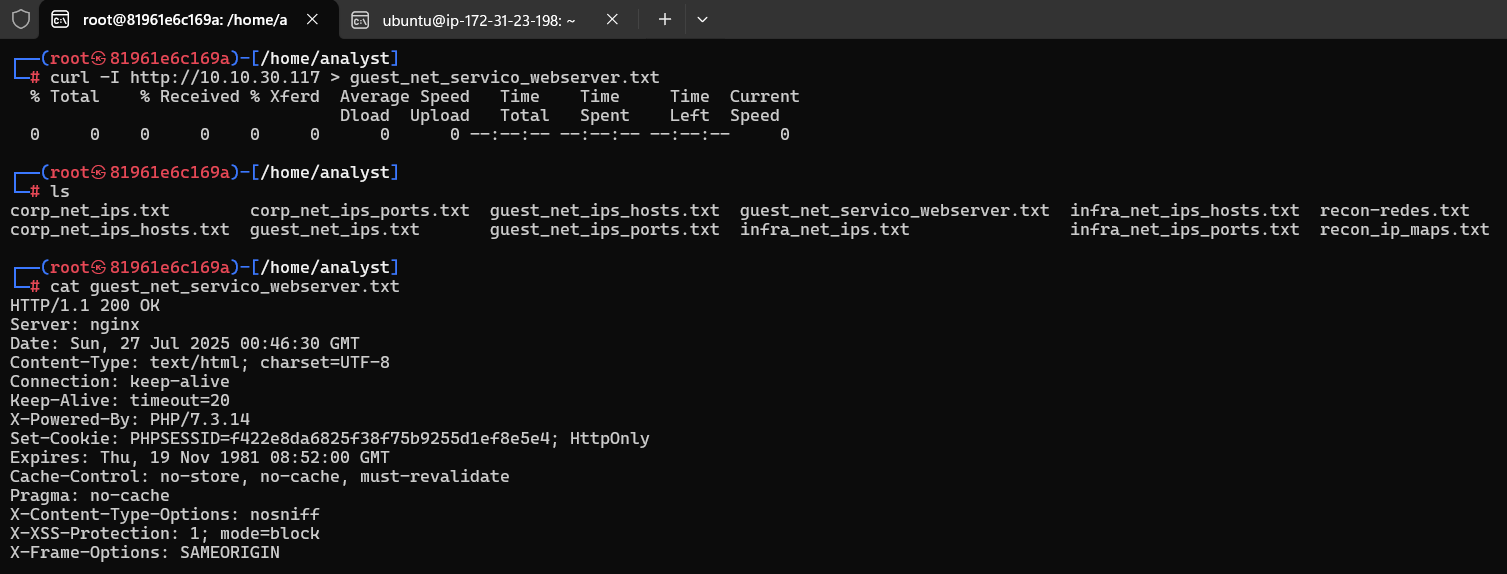 root@81961e6c169a: /home/a ubuntu@ip-172-31-23-198: ~
┌──(root㉿81961e6c169a)-[/home/analyst]
└─# curl -I http://10.10.30.117 > guest_net_servico_webserver.txt
% Total % Received % Xferd Average Speed Time Time Time Current
Dload Upload Total Spent Left Speed
0 0 0 0 0 0 0 0 --:--:-- --:--:-- --:--:-- 0
┌──(root㉿81961e6c169a)-[/home/analyst]
└─# ls
corp_net_ips.txt corp_net_ips_ports.txt guest_net_ips_hosts.txt guest_net_servico_webserver.txt infra_net_ips_hosts.txt recon-redes.txt
corp_net_ips_hosts.txt guest_net_ips.txt guest_net_ips_ports.txt infra_net_ips.txt infra_net_ips_ports.txt recon_ip_maps.txt
┌──(root㉿81961e6c169a)-[/home/analyst]
└─# cat guest_net_servico_webserver.txt
HTTP/1.1 200 OK
Server: nginx
Date: Sun, 27 Jul 2025 00:46:30 GMT
Content-Type: text/html; charset=UTF-8
Connection: keep-alive
Keep-Alive: timeout=20
X-Powered-By: PHP/7.3.14
Set-Cookie: PHPSESSID=f422e8da6825f38f75b9255d1ef8e5e4; HttpOnly
Expires: Thu, 19 Nov 1981 08:52:00 GMT
Cache-Control: no-store, no-cache, must-revalidate
Pragma: no-cache
X-Content-Type-Options: nosniff
X-XSS-Protection: 1; mode=block
X-Frame-Options: SAMEORIGIN